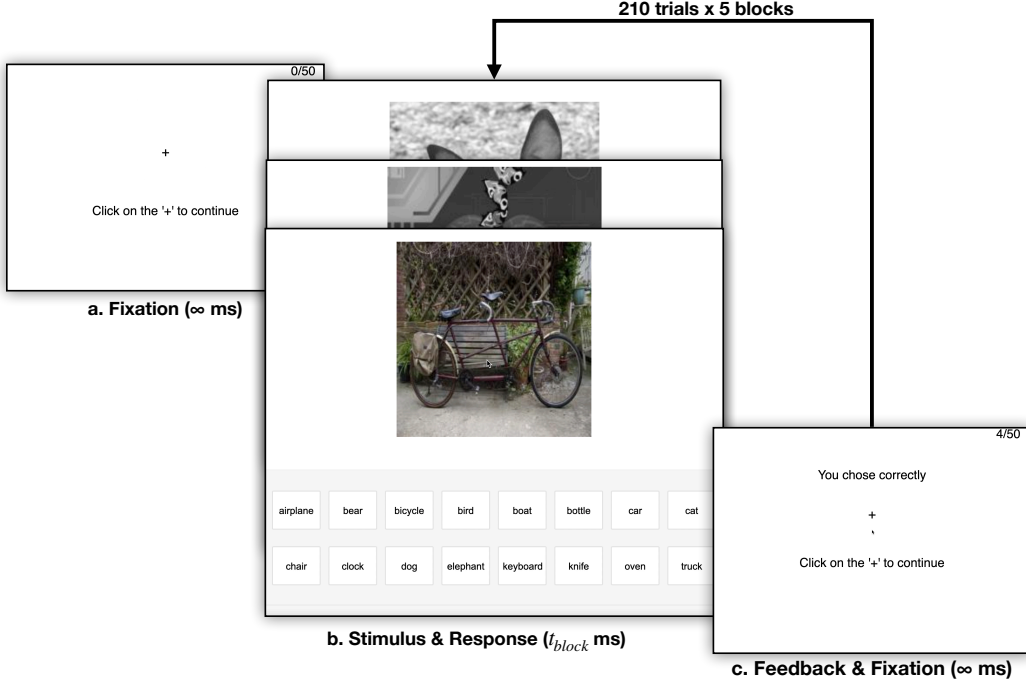 210 trials x 5 blocks
0/50
+
Click on the '+' to continue
a. Fixation (∞ ms)
airplane bear bicycle bird boat bottle car cat
chair clock dog elephant keyboard knife oven truck
b. Stimulus & Response (t_block ms)
4/50
You chose correctly
+
Click on the '+' to continue
c. Feedback & Fixation (∞ ms)